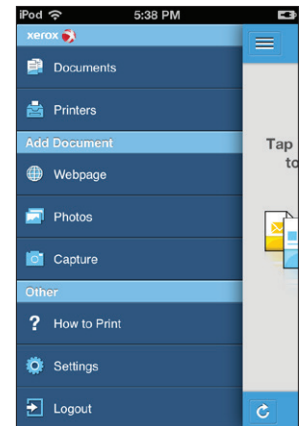 iPod 5:38 PM
xerox
Documents
Printers
Add Document
Tap
to
Webpage
Photos
Capture
Other
? How to Print
Settings
Logout